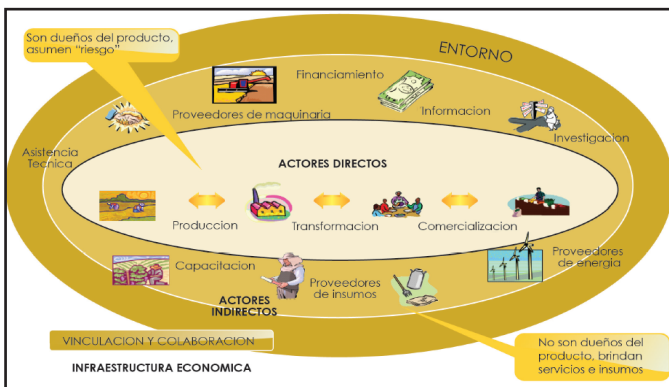 Son dueños del producto,
asumen "riesgo"
ENTORNO
Financiamiento
Proveedores de maquinaria
Informacion
Investigacion
Asistencia
Tecnica
ACTORES DIRECTOS
Produccion
Transformacion
Comercializacion
Capacitacion
Proveedores
de insumos
Proveedores
de energia
ACTORES
INDIRECTOS
VINCULACION Y COLABORACION
INFRAESTRUCTURA ECONOMICA
No son dueños del
producto, brindan
servicios e insumos